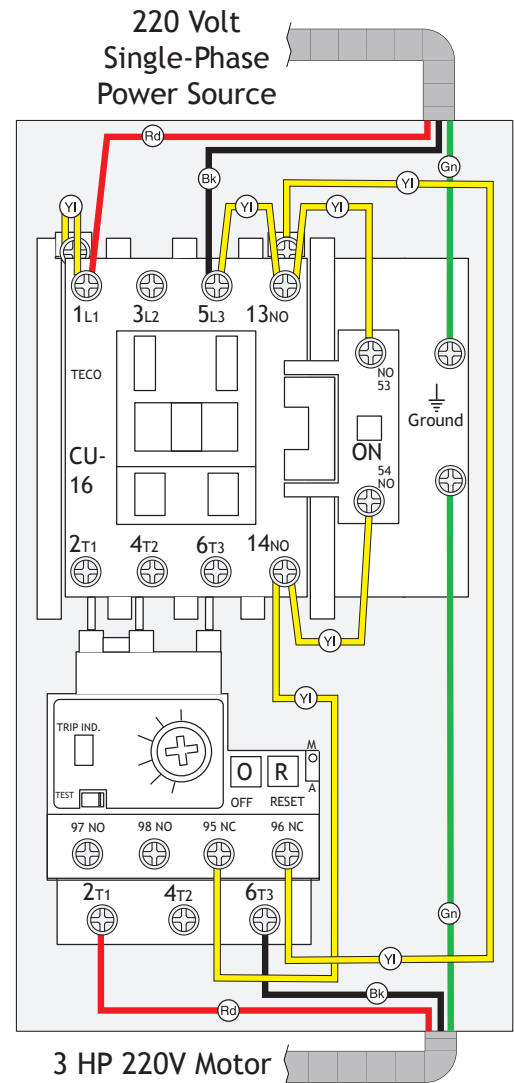 220 Volt
Single-Phase
Power Source
Rd
Bk
Gn
Yl
Yl
Yl
Yl
1L1 3L2 5L3 13NO
TECO
CU-
16
NO
53
ON
54
NO
Ground
2T1 4T2 6T3 14NO
Yl
Yl
TRIP IND.
TEST
O R
OFF RESET
M
A
97 NO 98 NO 95 NC 96 NC
2T1 4T2 6T3
Gn
Yl
Bk
Rd
3 HP 220V Motor